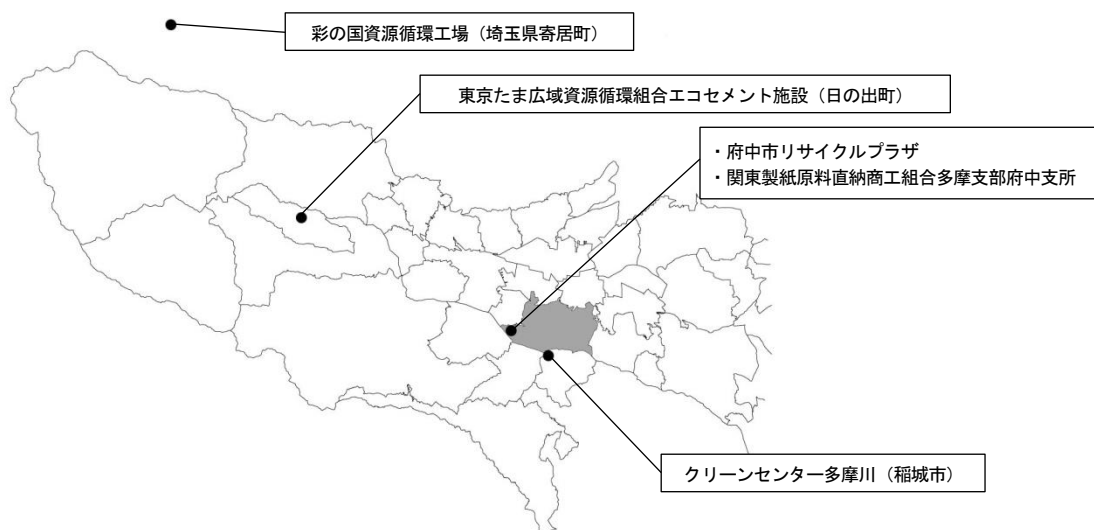 彩の国資源循環工場（埼玉県寄居町）
東京たま広域資源循環組合エコセメント施設（日の出町）
・府中市リサイクルプラザ
・関東製紙原料直納商工組合多摩支部府中支所
クリーンセンター多摩川（稲城市）